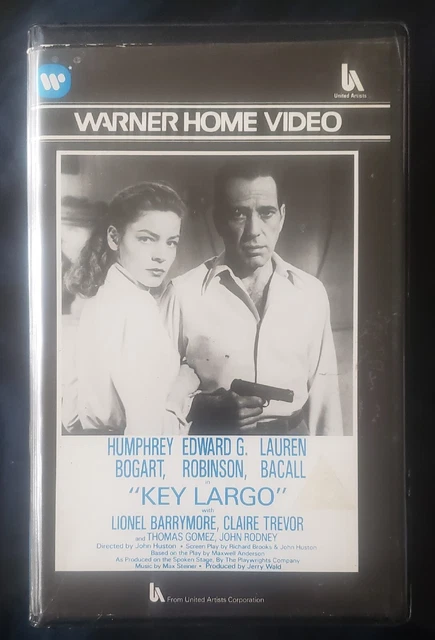 United Artists
WARNER HOME VIDEO
HUMPHREY EDWARD G. LAUREN
BOGART, ROBINSON, BACALL
in
"KEY LARGO"
with
LIONEL BARRYMORE, CLAIRE TREVOR
and THOMAS GOMEZ, JOHN RODNEY
Directed by John Huston • Screen Play by Richard Brooks & John Huston
Based on the Play by Maxwell Anderson
As Produced on the Spoken Stage, By The Playwrights Company
Music by Max Steiner • Produced by Jerry Wald
From United Artists Corporation